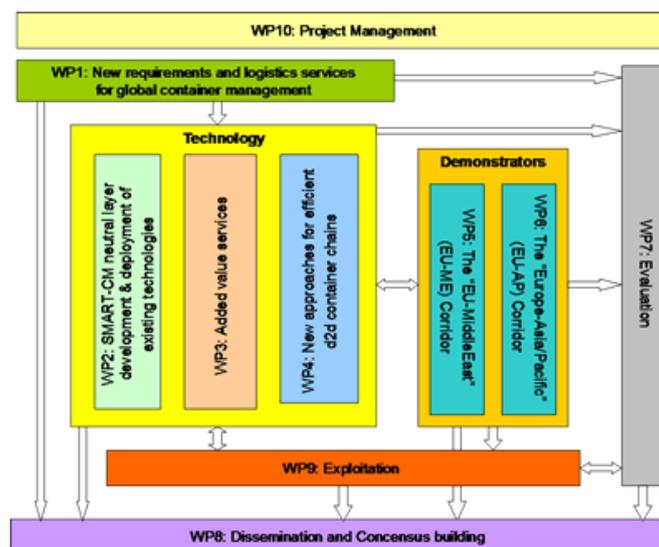 WP10: Project Management
WP1: New requirements and logistics services
for global container management
Technology
WP2: SMART-CM neutral layer
development & deployment of
existing technologies
WP3: Added value services
WP4: New approaches for efficient
d2d container chains
Demonstrators
WP5: The "EU-MiddleEast"
(EU-ME) Corridor
WP6: The "Europe-Asia/Pacific"
(EU-AP) Corridor
WP7: Evaluation
WP9: Exploitation
WP8: Dissemination and Concensus building